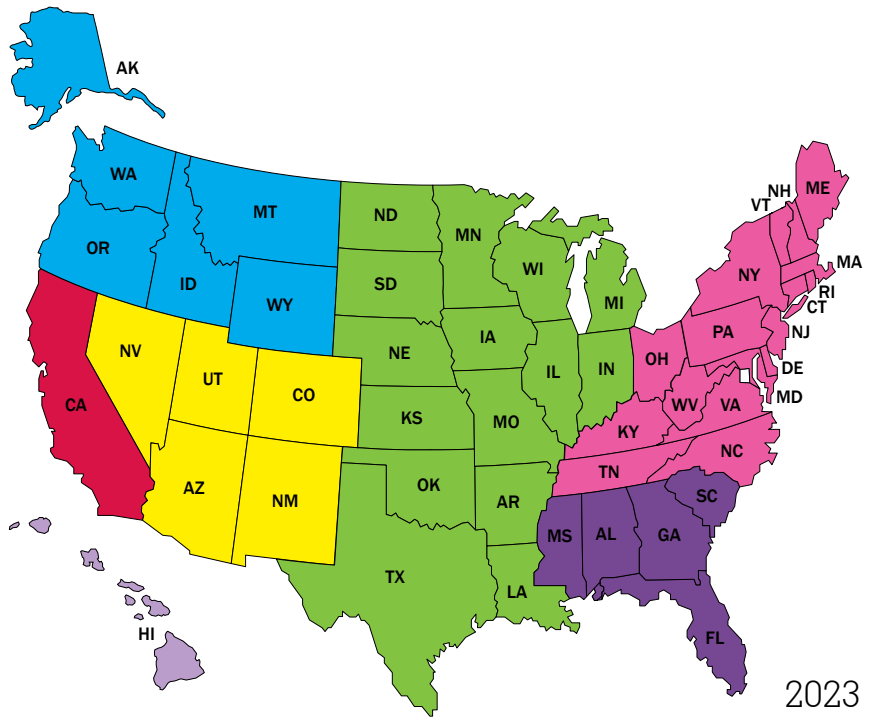 AK
WA
MT
ND
MN
OR
ID
WY
SD
WI
MI
NH
ME
VT
NY
MA
RI
CT
NV
UT
CO
NE
IA
IL
IN
OH
PA
NJ
DE
MD
CA
KS
MO
KY
WV
VA
AZ
NM
OK
AR
TN
NC
SC
MS
AL
GA
TX
LA
HI
FL
2023